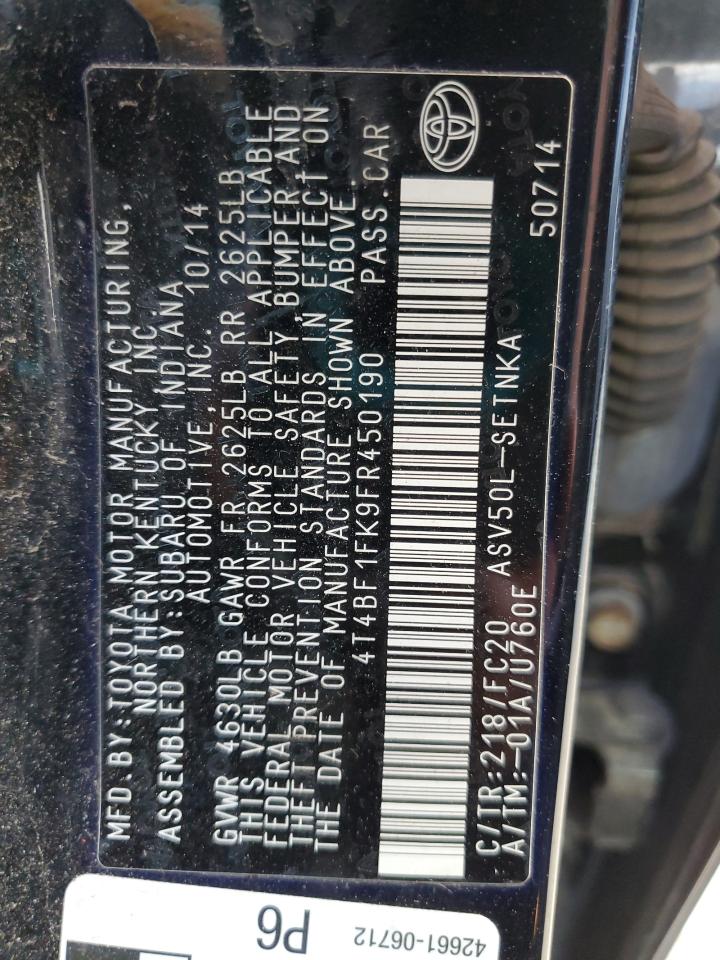 MFD.BY:TOYOTA MOTOR MANUFACTURING,
NORTHERN KENTUCKY INC.
ASSEMBLED BY:SUBARU OF INDIANA
AUTOMOTIVE,INC. 10/14
GVWR 4630LB GAWR FR 2625LB RR 2625LB
THIS VEHICLE CONFORMS TO ALL APPLICABLE
FEDERAL MOTOR VEHICLE SAFETY,BUMPER AND
THEFT PREVENTION STANDARDS IN EFFECT ON
THE DATE OF MANUFACTURE SHOWN ABOVE.
4T4BF1FK9FR450190 PASS.CAR
C/TR:218/FC20 ASV50L-SETNKA
A/TM:-01A/U760E
50714
P6
42661-06712